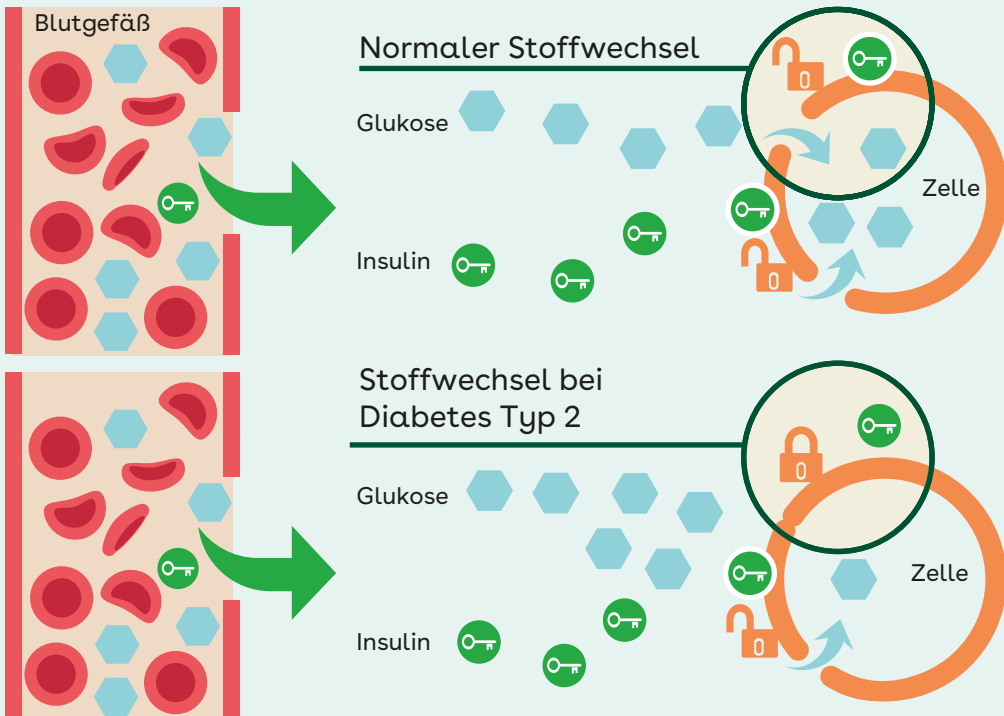 Blutgefäß
Normaler Stoffwechsel
Glukose
Zelle
Insulin
Stoffwechsel bei
Diabetes Typ 2
Glukose
Zelle
Insulin